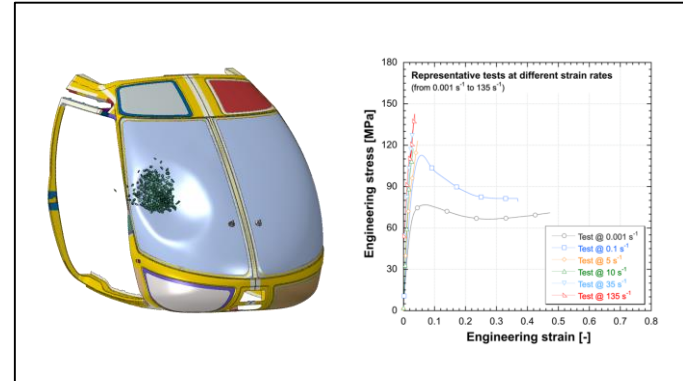 Representative tests at different strain rates
(from 0.001 s⁻¹ to 135 s⁻¹)
Engineering stress [MPa]
180
150
120
90
60
30
0
Test @ 0.001 s⁻¹
Test @ 0.1 s⁻¹
Test @ 5 s⁻¹
Test @ 10 s⁻¹
Test @ 35 s⁻¹
Test @ 135 s⁻¹
0 0.1 0.2 0.3 0.4 0.5 0.6 0.7 0.8
Engineering strain [-]